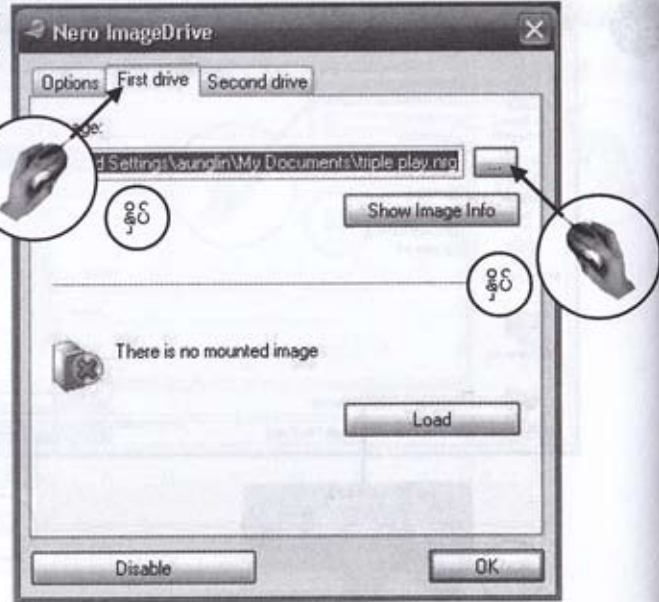 Nero ImageDrive
Options First drive Second drive
age:
d Settings\aunglin\My Documents\triple play.nrg ...
Show Image Info
နှိပ်
နှိပ်
There is no mounted image
Load
Disable OK